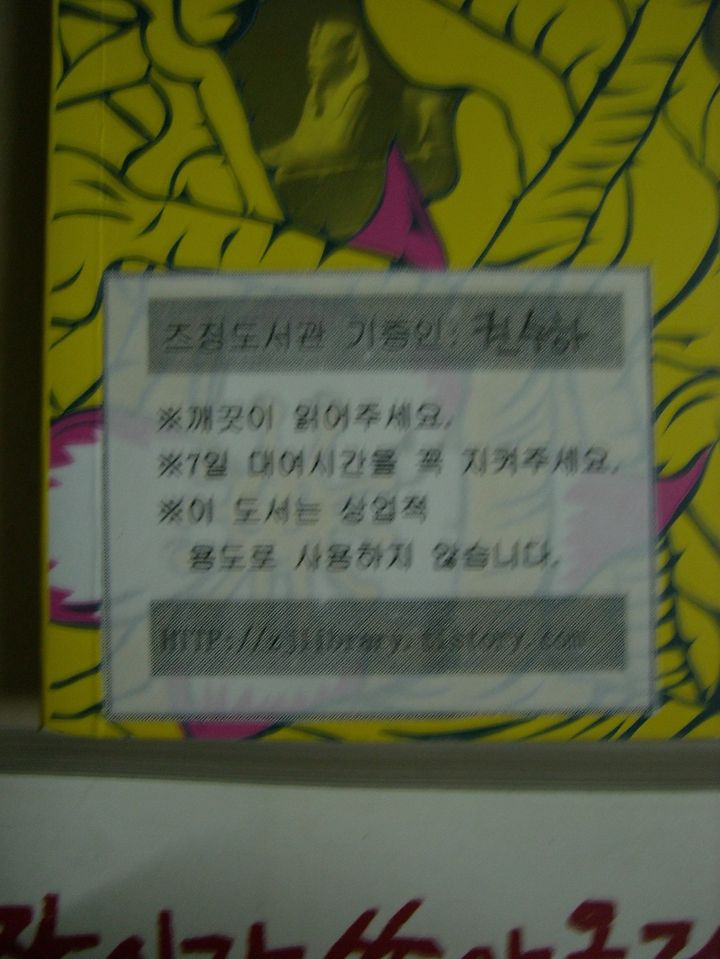 즈정도서관 기증인:
※깨끗이 읽어주세요.
※7일 대여시간을 꼭 지켜주세요.
※이 도서는 상업적
용도로 사용하지 않습니다.
HTTP://zjlibrary.tistory.com